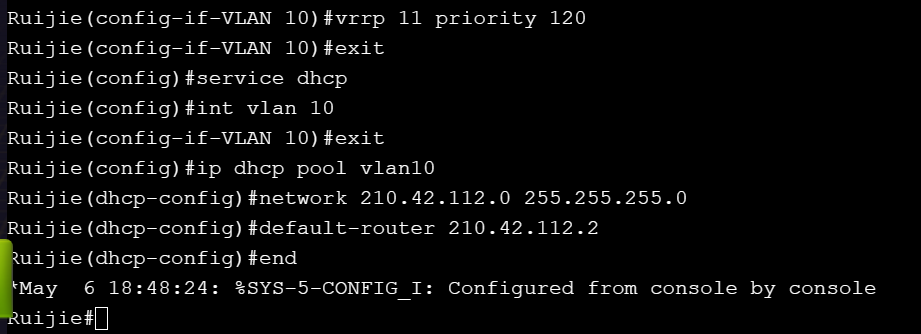 Ruijie(config-if-VLAN 10)#vrrp 11 priority 120
Ruijie(config-if-VLAN 10)#exit
Ruijie(config)#service dhcp
Ruijie(config)#int vlan 10
Ruijie(config-if-VLAN 10)#exit
Ruijie(config)#ip dhcp pool vlan10
Ruijie(dhcp-config)#network 210.42.112.0 255.255.255.0
Ruijie(dhcp-config)#default-router 210.42.112.2
Ruijie(dhcp-config)#end
*May  6 18:48:24: %SYS-5-CONFIG_I: Configured from console by console
Ruijie#